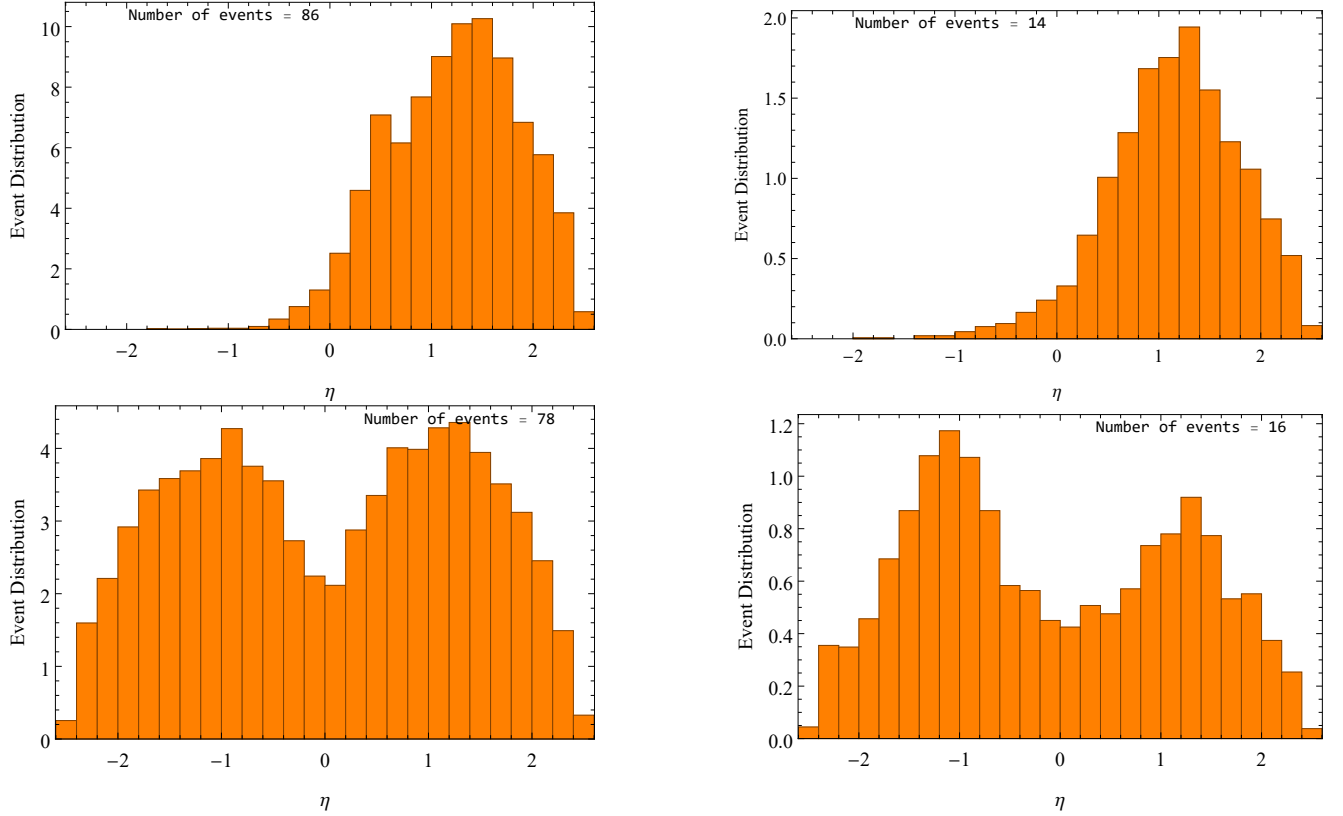 Number of events = 86
Event Distribution
10
8
6
4
2
0
−2 −1 0 1 2
η
Number of events = 14
Event Distribution
2.0
1.5
1.0
0.5
0.0
−2 −1 0 1 2
η
Number of events = 78
Event Distribution
4
3
2
1
0
−2 −1 0 1 2
η
Number of events = 16
Event Distribution
1.2
1.0
0.8
0.6
0.4
0.2
0.0
−2 −1 0 1 2
η